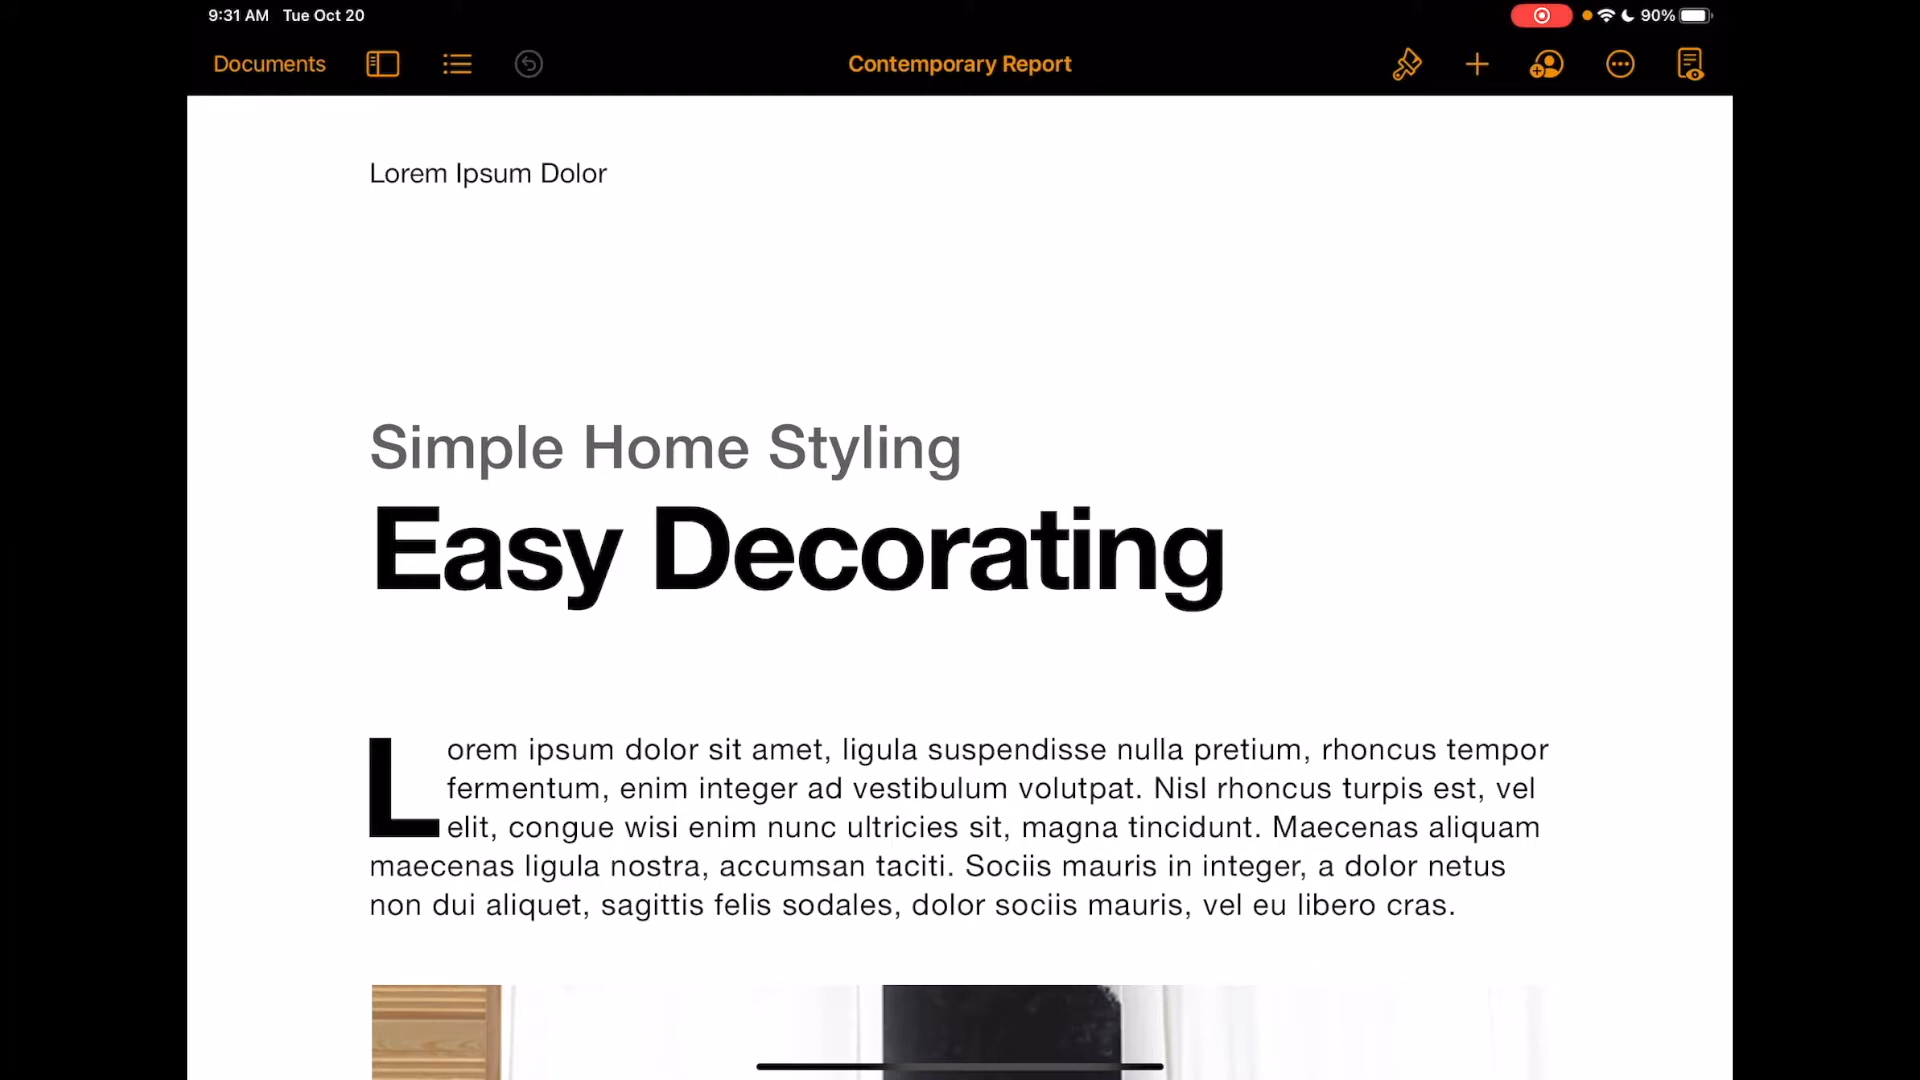 9:31 AM Tue Oct 20
90%
Documents
Contemporary Report
Lorem Ipsum Dolor
Simple Home Styling
Easy Decorating
Lorem ipsum dolor sit amet, ligula suspendisse nulla pretium, rhoncus tempor
fermentum, enim integer ad vestibulum volutpat. Nisl rhoncus turpis est, vel
elit, congue wisi enim nunc ultricies sit, magna tincidunt. Maecenas aliquam
maecenas ligula nostra, accumsan taciti. Sociis mauris in integer, a dolor netus
non dui aliquet, sagittis felis sodales, dolor sociis mauris, vel eu libero cras.